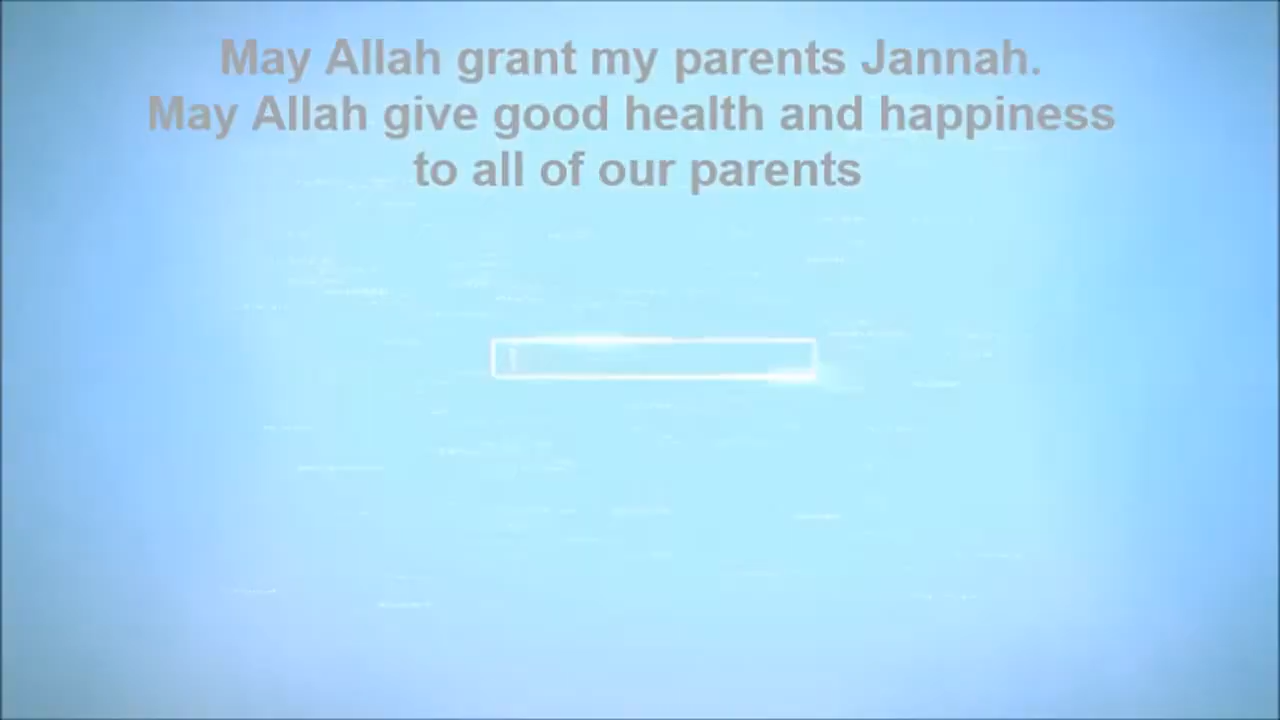 May Allah grant my parents Jannah.
May Allah give good health and happiness
to all of our parents